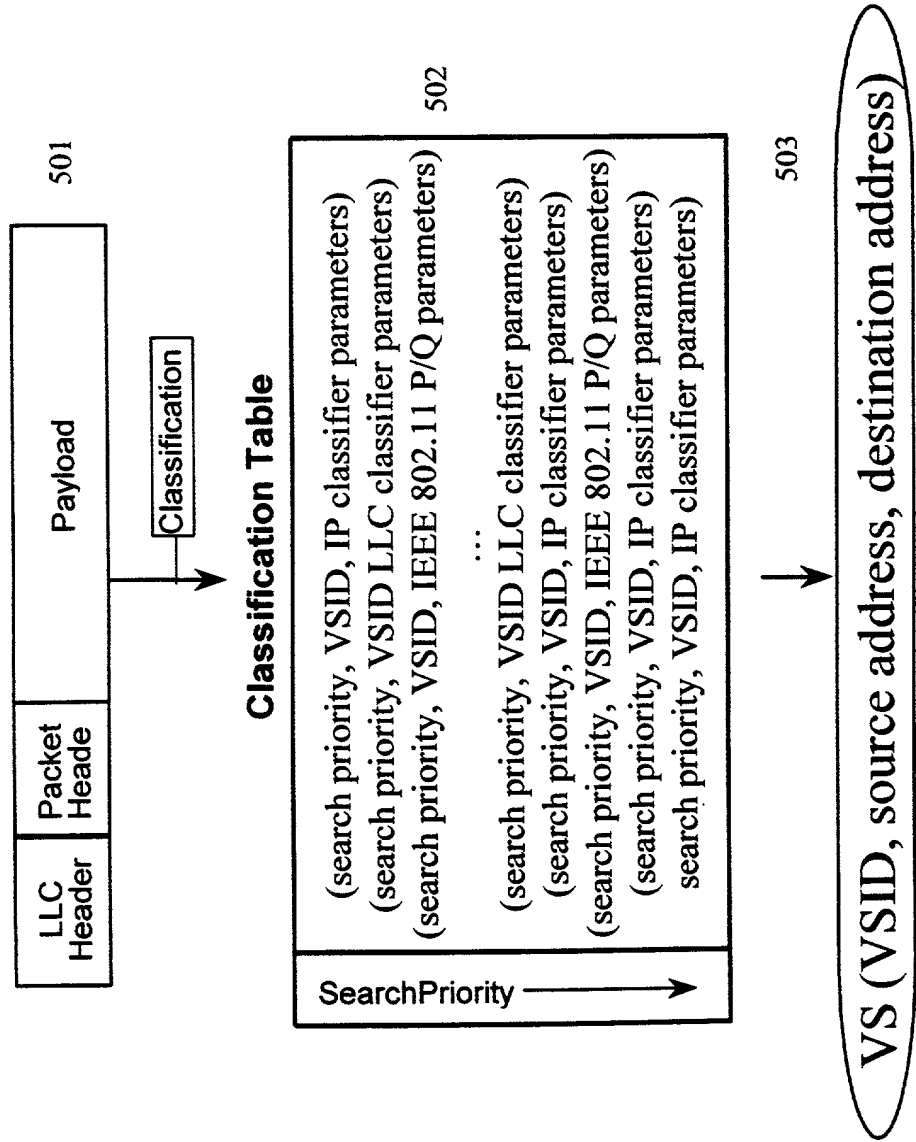 LLC
Header
Packet
Heade
Payload
501
Classification
Classification Table
502
SearchPriority
(search priority, VSID, IP classifier parameters)
(search priority, VSID LLC classifier parameters)
(search priority, VSID, IEEE 802.11 P/Q parameters)
...
(search priority, VSID LLC classifier parameters)
(search priority, VSID, IP classifier parameters)
(search priority, VSID, IEEE 802.11 P/Q parameters)
(search priority, VSID, IP classifier parameters)
search priority, VSID, IP classifier parameters)
503
VS (VSID, source address, destination address)